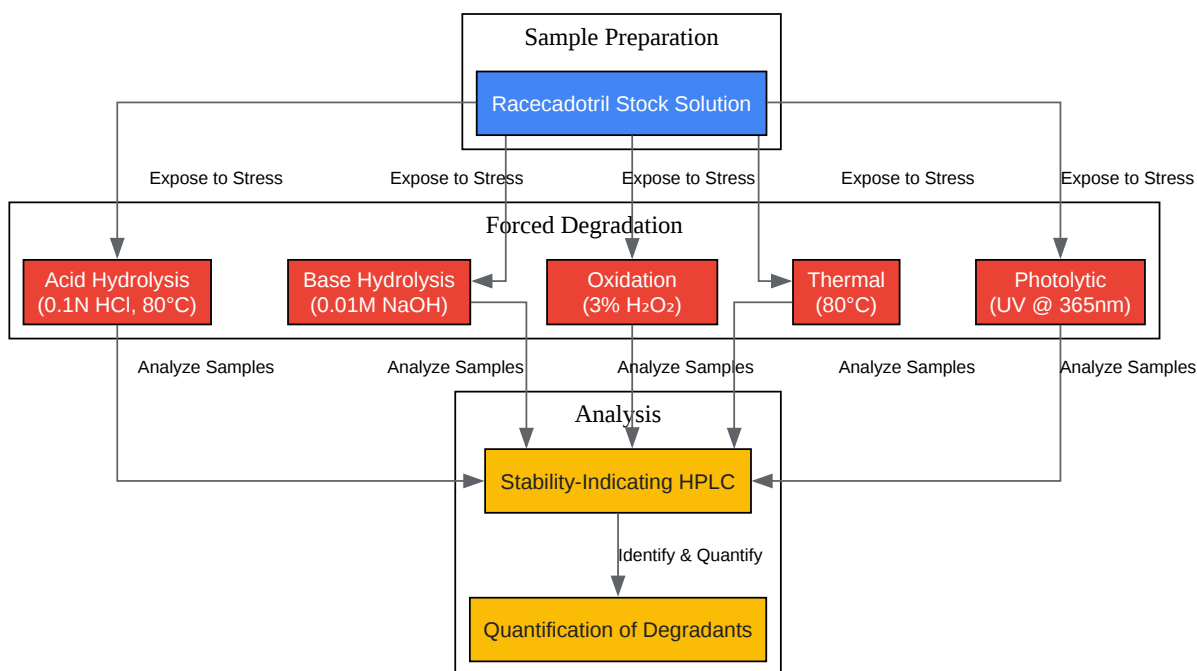 Sample Preparation
Racecadotril Stock Solution
Expose to Stress
Expose to Stress
Expose to Stress
Expose to Stress
Expose to Stress
Forced Degradation
Acid Hydrolysis
(0.1N HCl, 80°C)
Base Hydrolysis
(0.01M NaOH)
Oxidation
(3% H₂O₂)
Thermal
(80°C)
Photolytic
(UV @ 365nm)
Analyze Samples
Analyze Samples
Analyze Samples
Analyze Samples
Analyze Samples
Analysis
Stability-Indicating HPLC
Identify & Quantify
Quantification of Degradants